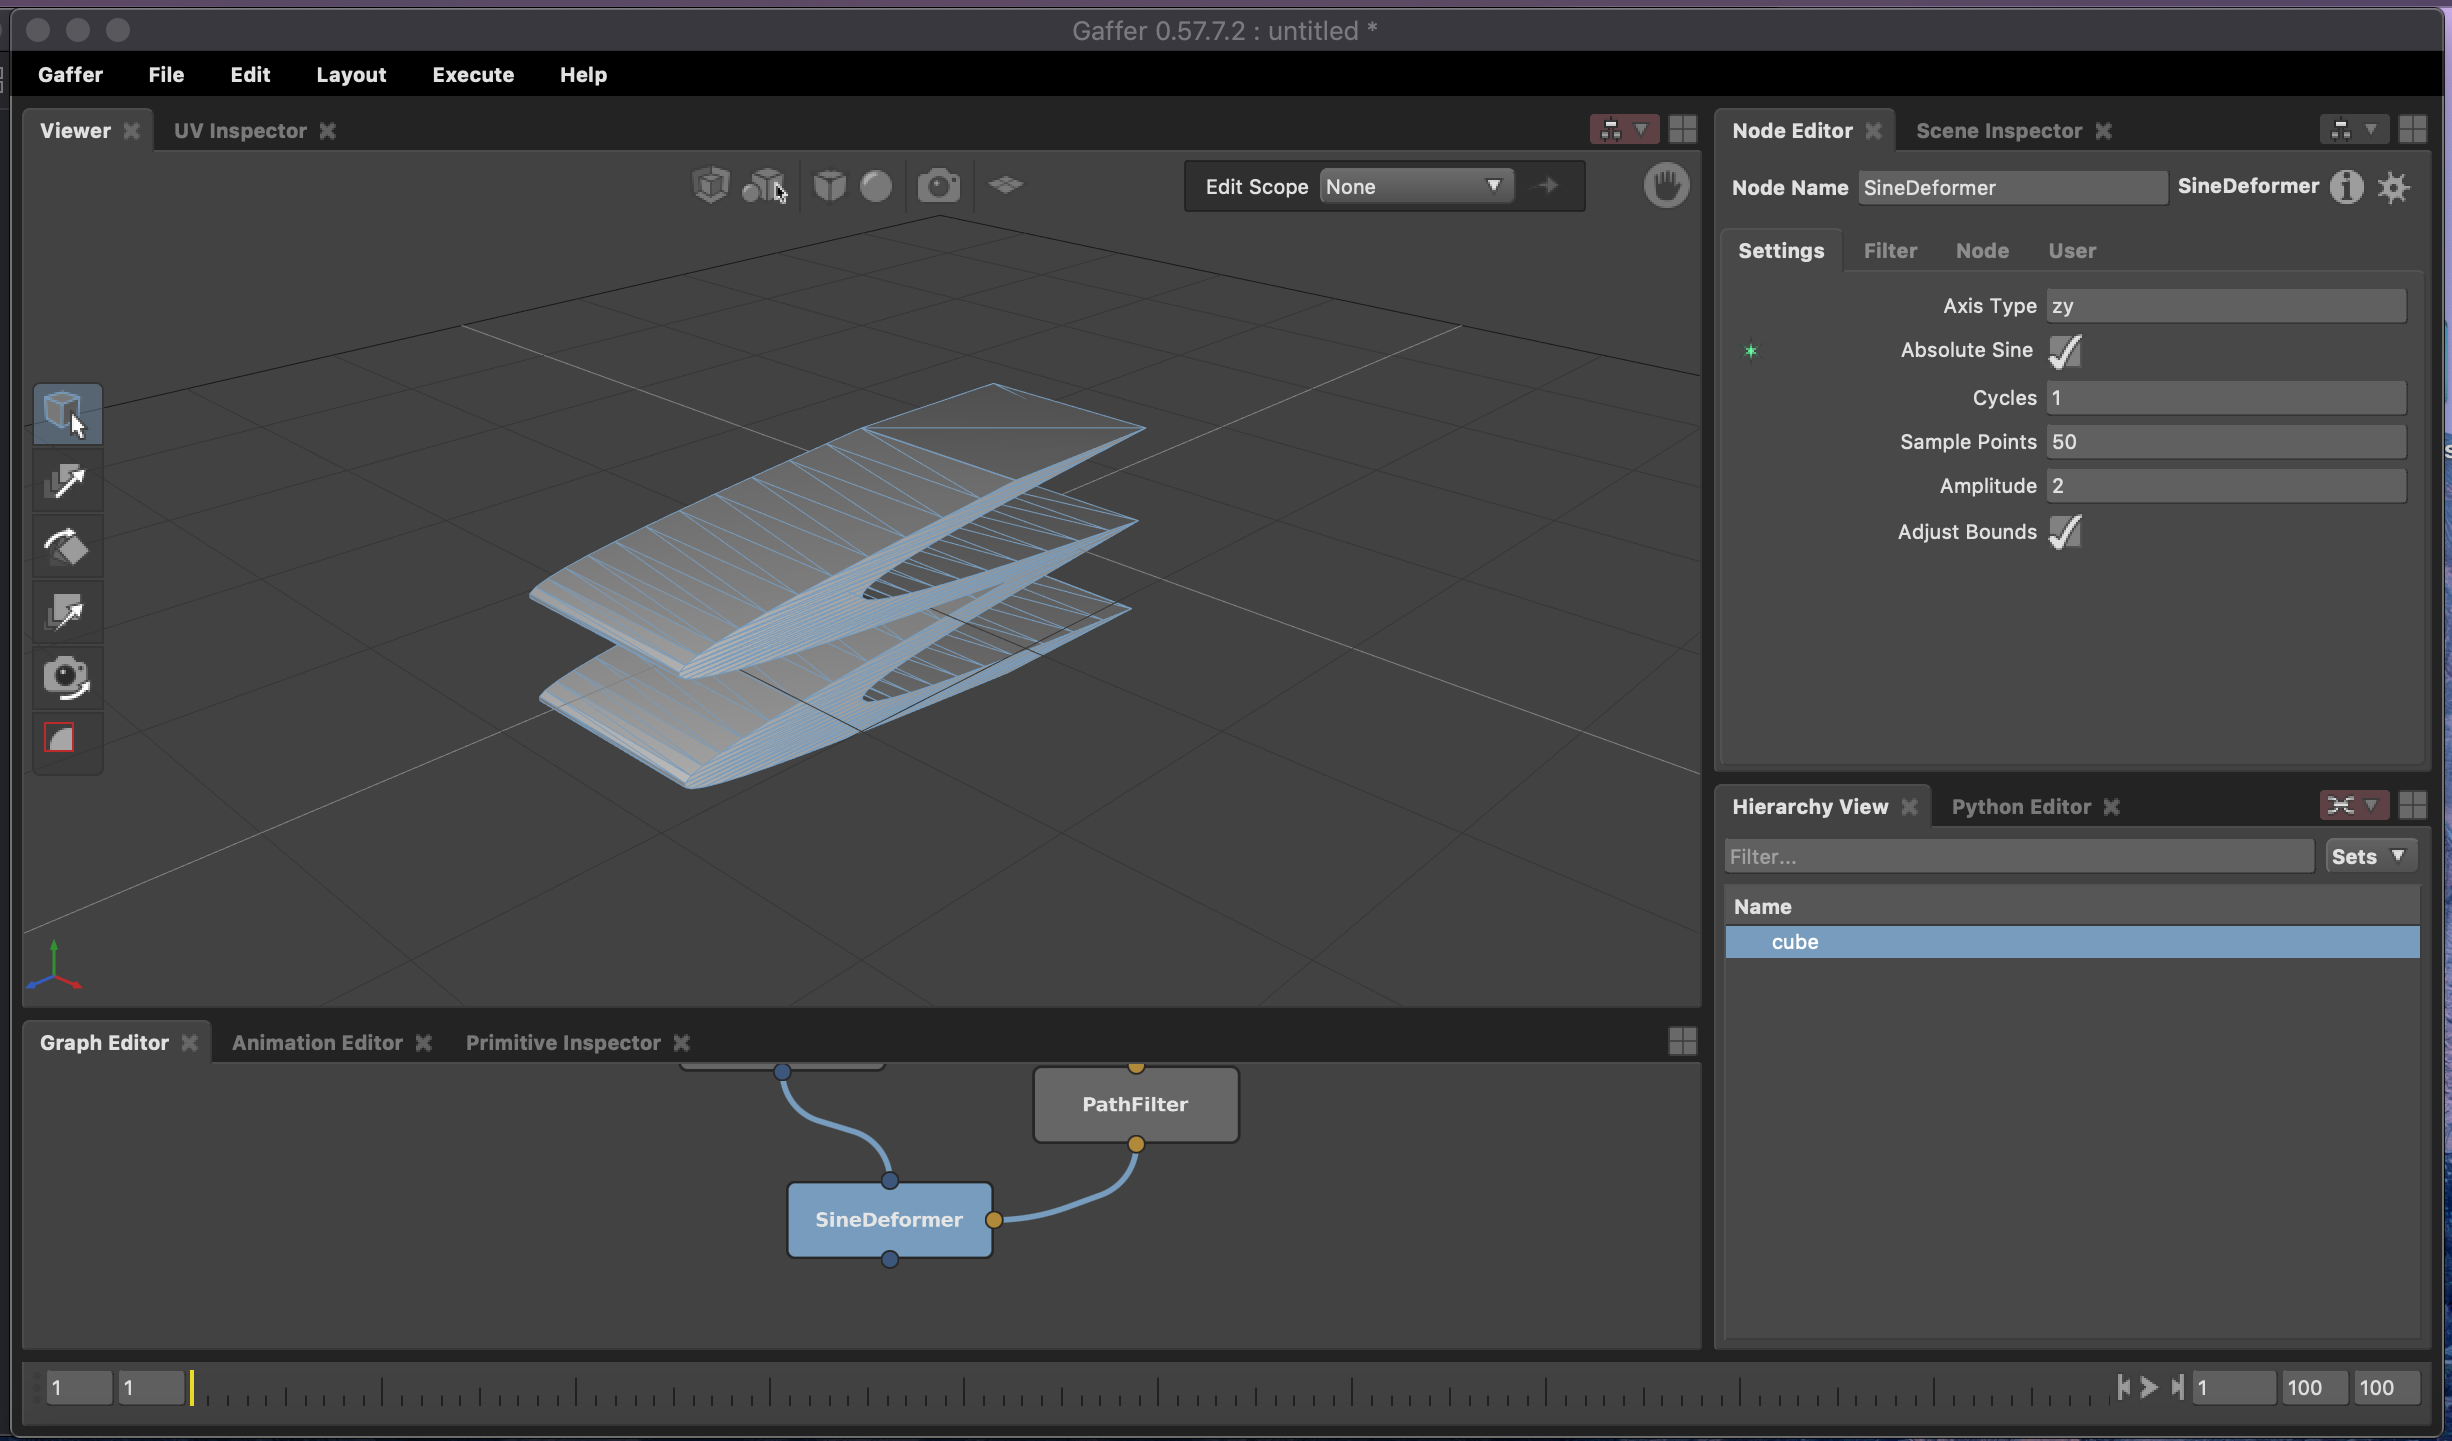 Gaffer 0.57.7.2 : untitled *
Gaffer File Edit Layout Execute Help
Viewer UV Inspector
Edit Scope None
Node Editor Scene Inspector
Node Name SineDeformer SineDeformer
Settings Filter Node User
Axis Type zy
Absolute Sine
Cycles 1
Sample Points 50
Amplitude 2
Adjust Bounds
Hierarchy View Python Editor
Filter... Sets
Name
cube
Graph Editor Animation Editor Primitive Inspector
PathFilter
SineDeformer
1 1 1 100 100